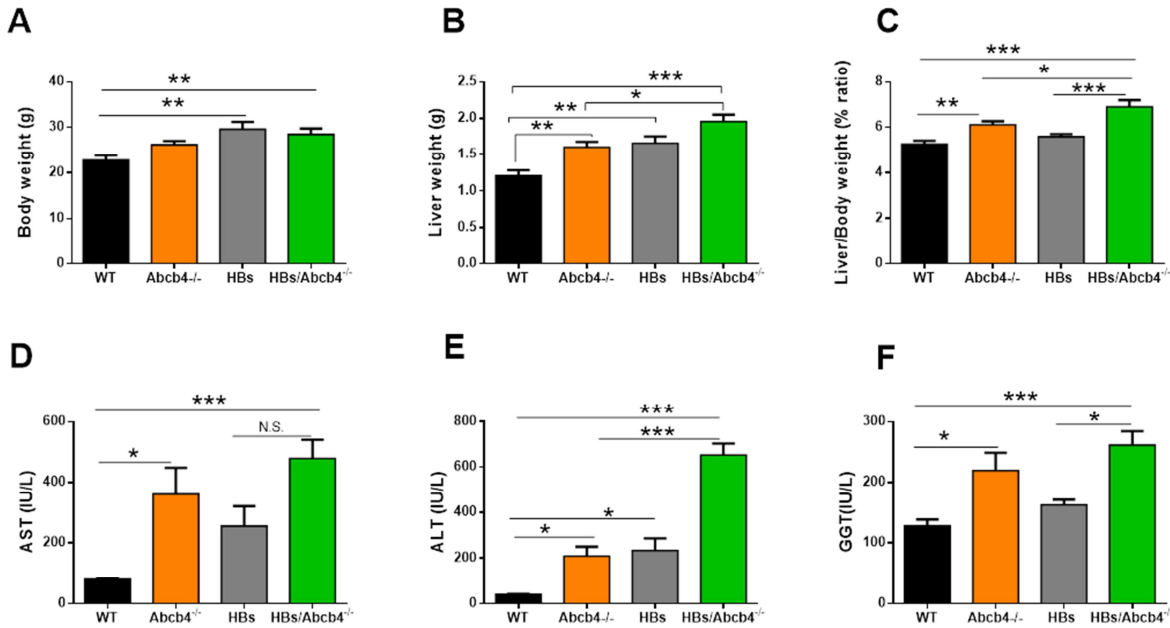 A
Body weight (g)
40
30
20
10
0
**
**
WT
Abcb4-/-
HBs
HBs/Abcb4-/-
B
Liver weight (g)
2.5
2.0
1.5
1.0
0.5
0.0
***
*
**
**
WT
Abcb4-/-
HBs
HBs/Abcb4-/-
C
Liver/Body weight (% ratio)
8
6
4
2
0
***
*
***
**
WT
Abcb4-/-
HBs
HBs/Abcb4-/-
D
AST (IU/L)
600
400
200
0
***
N.S.
*
WT
Abcb4-/-
HBs
HBs/Abcb4-/-
E
ALT (IU/L)
800
600
400
200
0
***
***
*
*
WT
Abcb4-/-
HBs
HBs/Abcb4-/-
F
GGT(IU/L)
300
200
100
0
***
*
*
WT
Abcb4-/-
HBs
HBs/Abcb4-/-